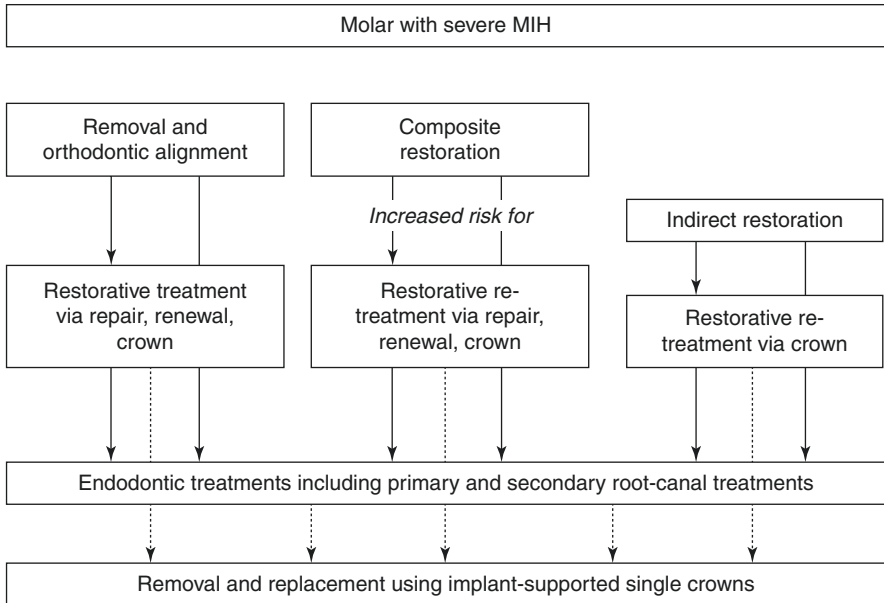 Molar with severe MIH
Removal and
orthodontic alignment
Composite
restoration
Increased risk for
Indirect restoration
Restorative treatment
via repair, renewal,
crown
Restorative re-
treatment via repair,
renewal, crown
Restorative re-
treatment via crown
Endodontic treatments including primary and secondary root-canal treatments
Removal and replacement using implant-supported single crowns